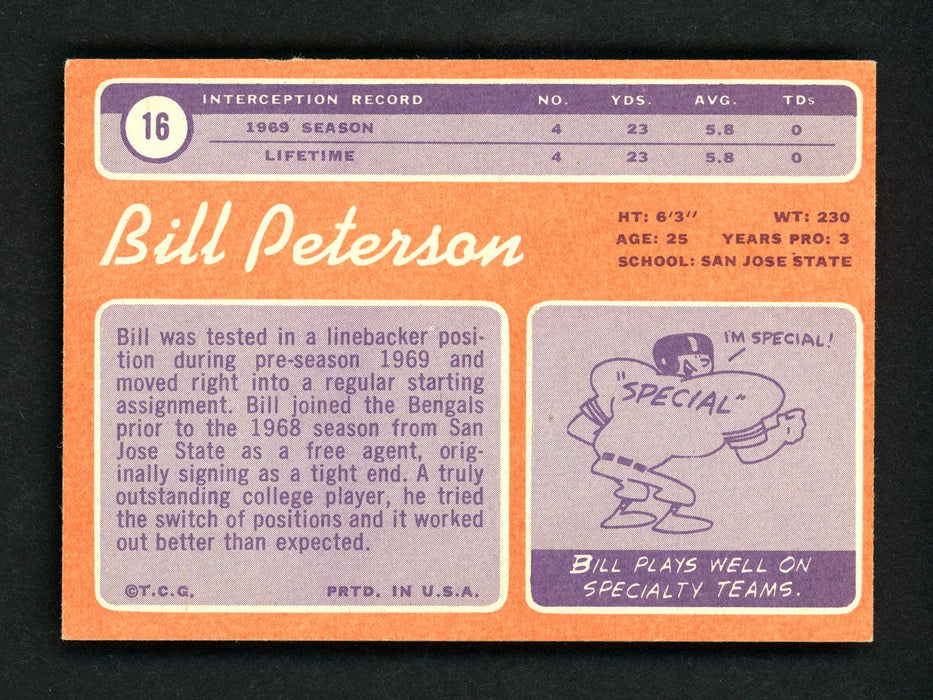 16
INTERCEPTION RECORD NO. YDS. AVG. TDs
1969 SEASON 4 23 5.8 0
LIFETIME 4 23 5.8 0
Bill Peterson
HT: 6'3" WT: 230
AGE: 25 YEARS PRO: 3
SCHOOL: SAN JOSE STATE
Bill was tested in a linebacker posi-
tion during pre-season 1969 and
moved right into a regular starting
assignment. Bill joined the Bengals
prior to the 1968 season from San
Jose State as a free agent, orig-
inally signing as a tight end. A truly
outstanding college player, he tried
the switch of positions and it worked
out better than expected.
©T.C.G. PRTD. IN U.S.A.
I'M SPECIAL!
"SPECIAL"
BILL PLAYS WELL ON
SPECIALTY TEAMS.